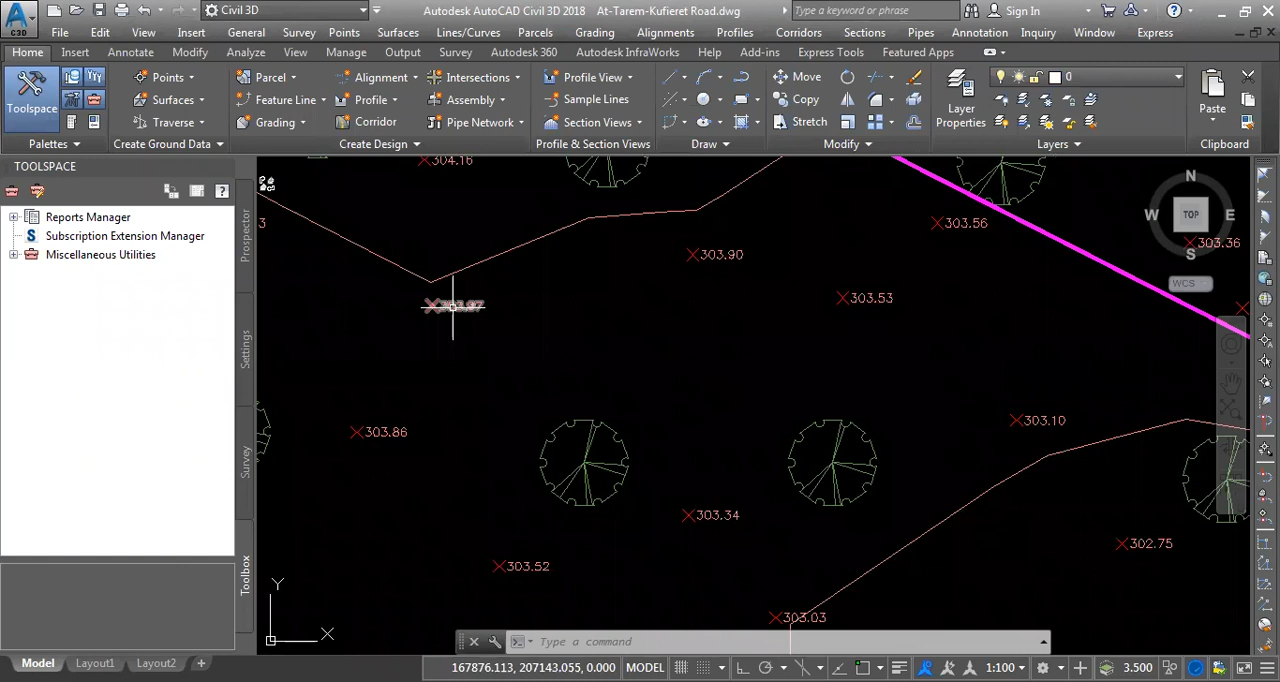 C3D
Civil 3D
Autodesk AutoCAD Civil 3D 2018 At-Tarem-Kufieret Road.dwg
Type a keyword or phrase
Sign In
File Edit View Insert General Survey Points Surfaces Lines/Curves Parcels Grading Alignments Profiles Corridors Sections Pipes Annotation Inquiry Window Express
Home Insert Annotate Modify Analyze View Manage Output Survey Autodesk 360 Autodesk InfraWorks Help Add-ins Express Tools Featured Apps
Points Parcel Alignment Intersections Profile View Move 0
Toolspace Surfaces Feature Line Profile Assembly Sample Lines Copy Layer Properties Paste
Traverse Grading Corridor Pipe Network Section Views Stretch
Palettes Create Ground Data Create Design Profile & Section Views Draw Modify Layers Clipboard
TOOLSPACE
Reports Manager
Subscription Extension Manager
Miscellaneous Utilities
Prospector
Settings
Survey
Toolbox
304.16
3
303.90
303.56
303.36
303.53
303.86
303.10
303.34
302.75
303.52
303.03
N
W TOP E
S
WCS
Y
X
Type a command
Model Layout1 Layout2 +
167876.113, 207143.055, 0.000 MODEL 1:100 3.500